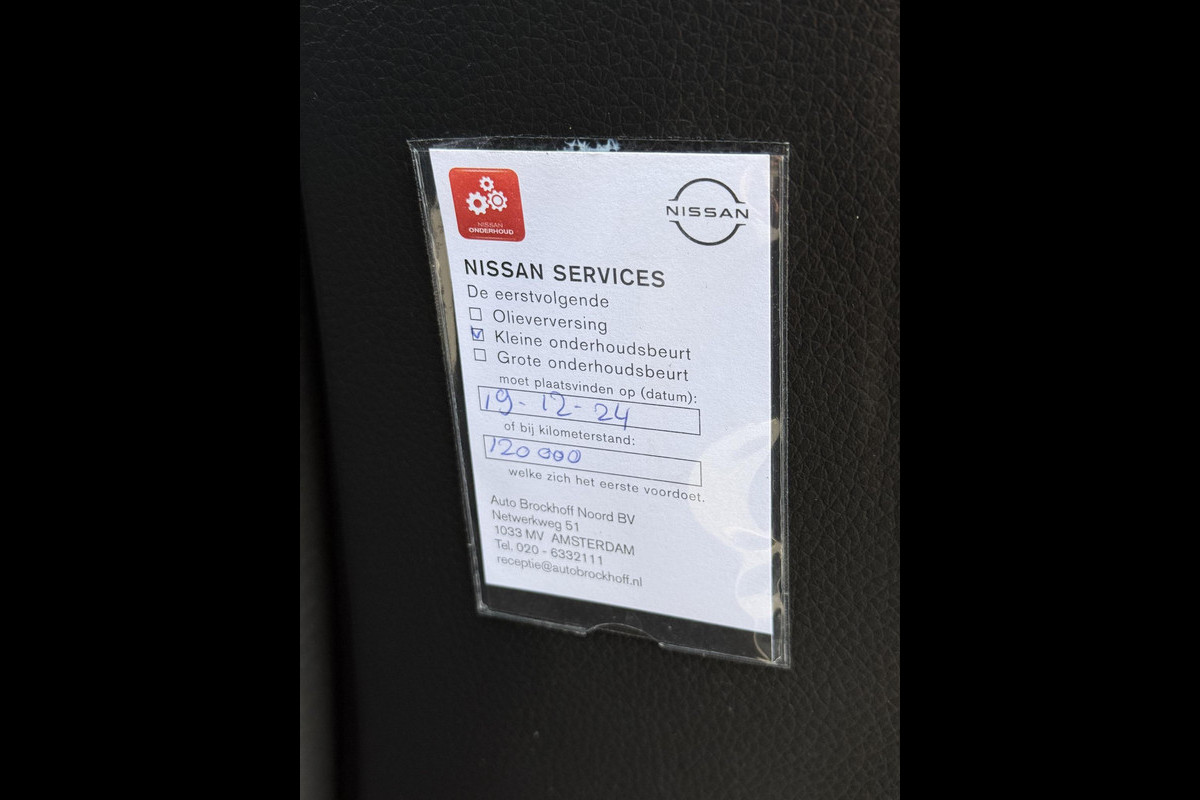 NISSAN
ONDERHOUD
NISSAN
NISSAN SERVICES
De eerstvolgende
Olieverversing
Kleine onderhoudsbeurt
Grote onderhoudsbeurt
moet plaatsvinden op (datum):
19-12-24
of bij kilometerstand:
120 000
welke zich het eerste voordoet.
Auto Brockhoff Noord BV
Netwerkweg 51
1033 MV AMSTERDAM
Tel. 020 - 6332111
receptie@autobrockhoff.nl